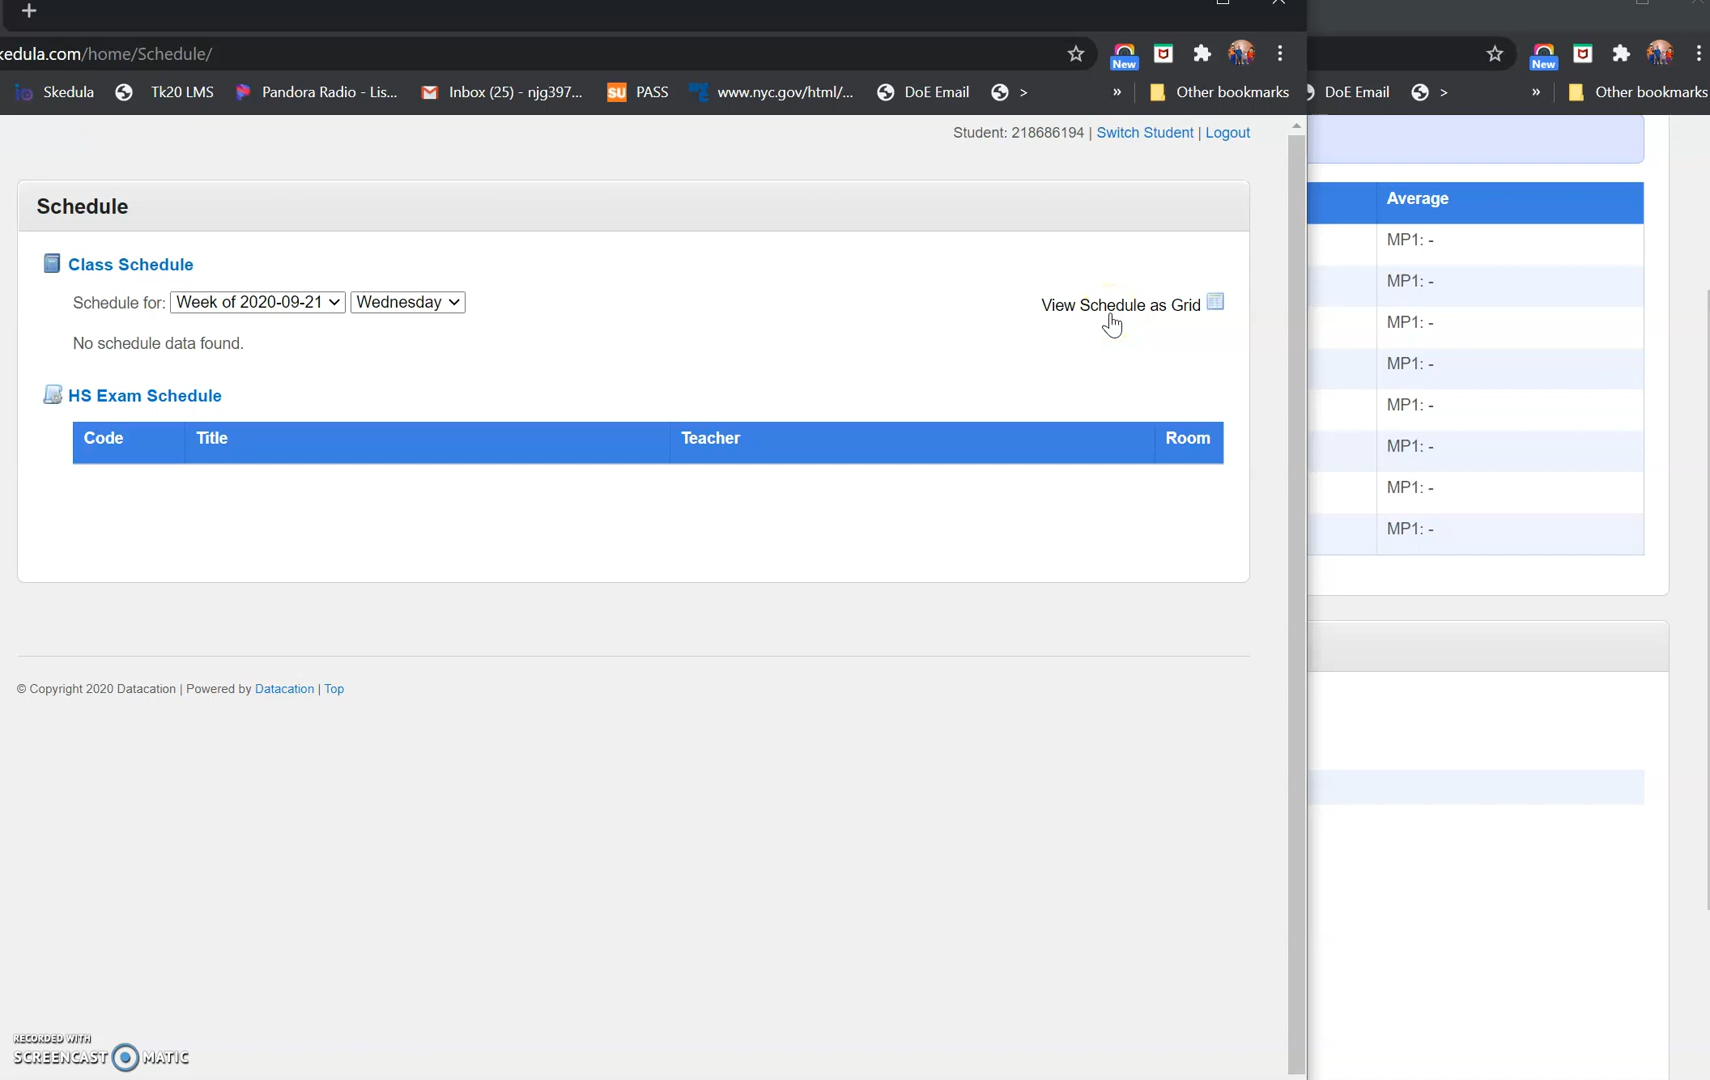 kedula.com/home/Schedule/
New
New
Skedula
Tk20 LMS
Pandora Radio - Lis...
Inbox (25) - njg397...
SU PASS
www.nyc.gov/html/...
DoE Email
>
»
Other bookmarks
DoE Email
>
»
Other bookmarks
Student: 218686194 | Switch Student | Logout
Schedule
Class Schedule
Schedule for: Week of 2020-09-21 Wednesday
View Schedule as Grid
No schedule data found.
HS Exam Schedule
Code Title Teacher Room
© Copyright 2020 Datacation | Powered by Datacation | Top
Average
MP1: -
MP1: -
MP1: -
MP1: -
MP1: -
MP1: -
MP1: -
MP1: -
RECORDED WITH
SCREENCAST MATIC